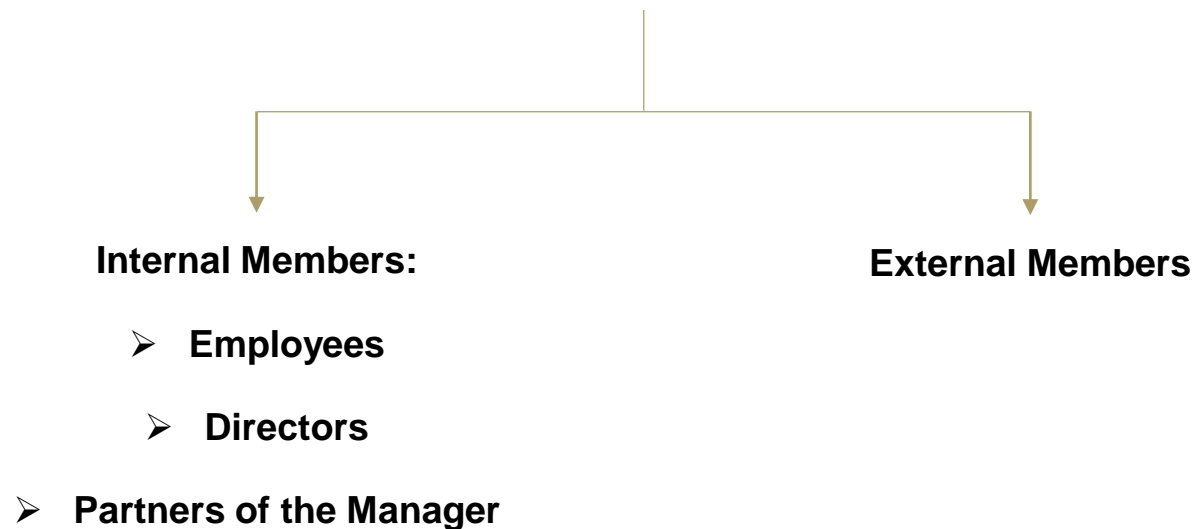 Internal Members:
External Members
➢ Employees
➢ Directors
➢ Partners of the Manager